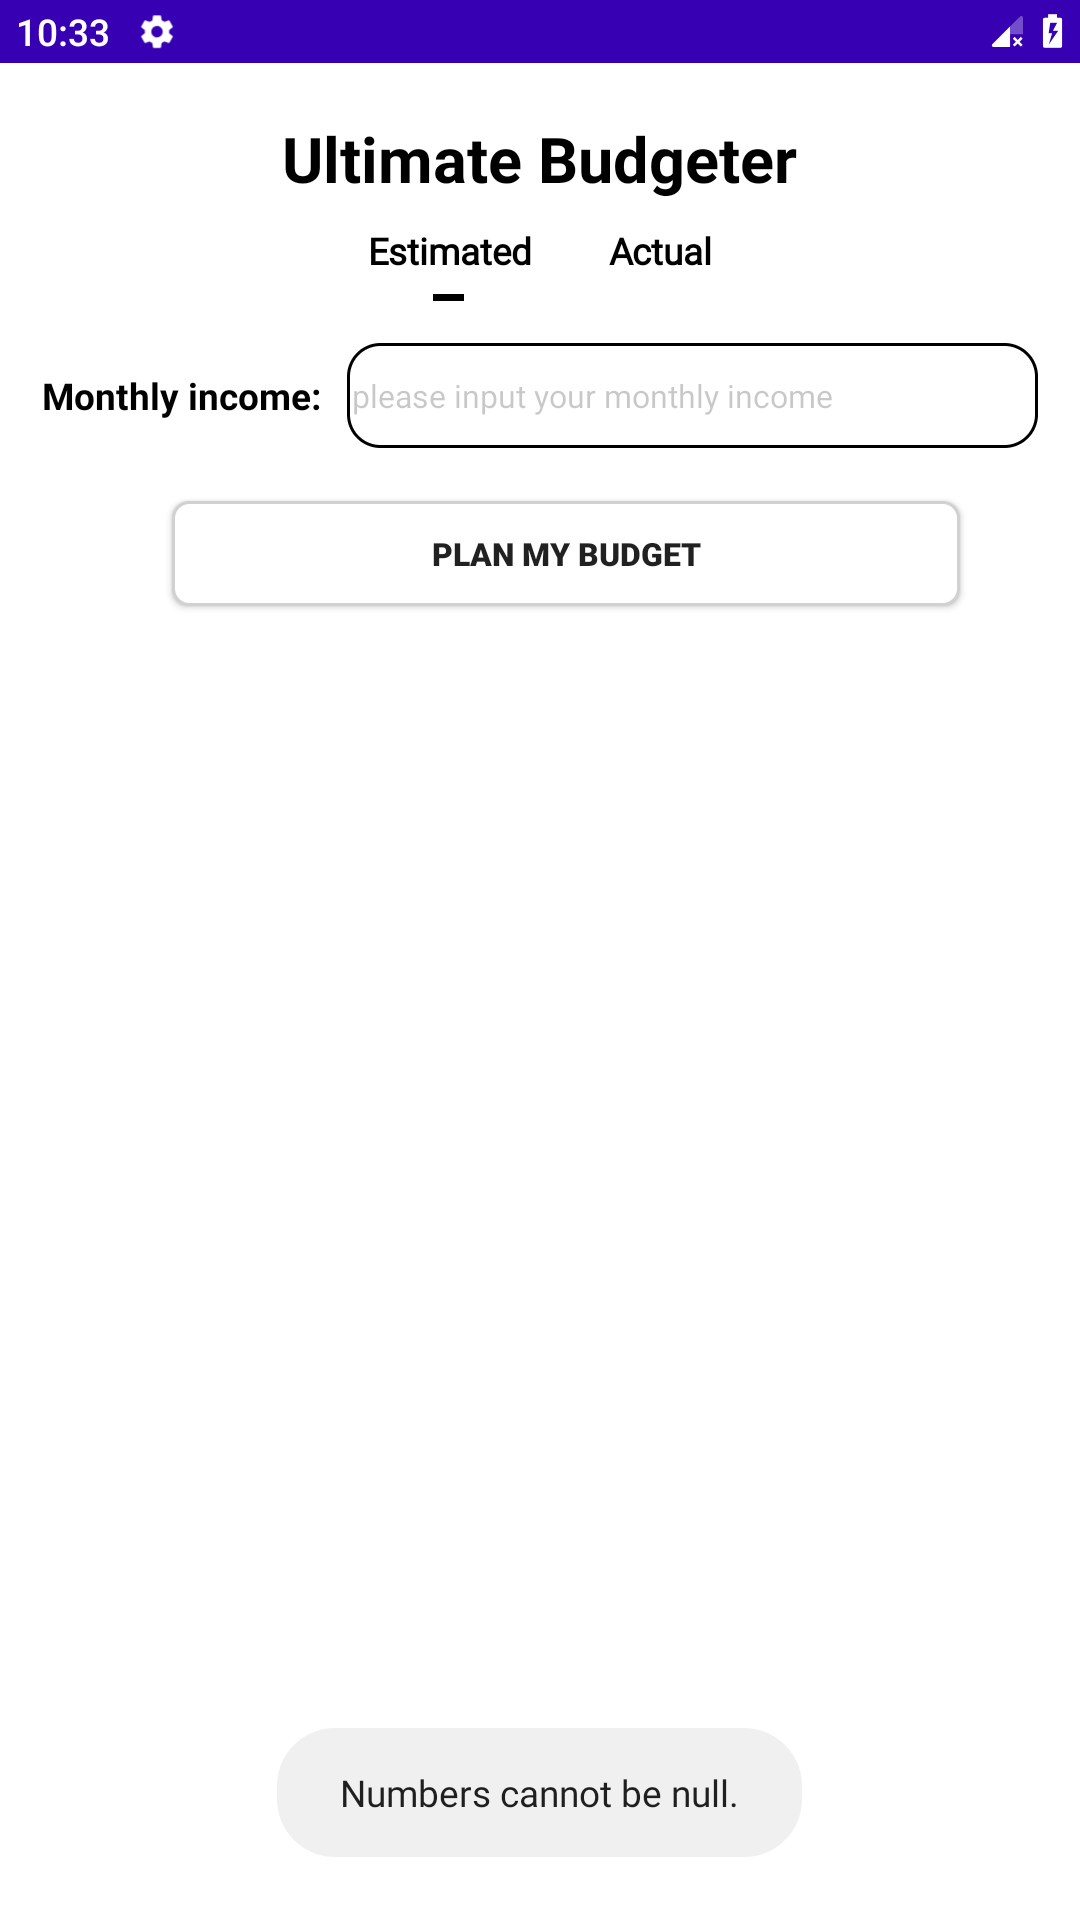 10:33
Ultimate Budgeter
Estimated Actual
Monthly income: please input your monthly income
PLAN MY BUDGET
Numbers cannot be null.